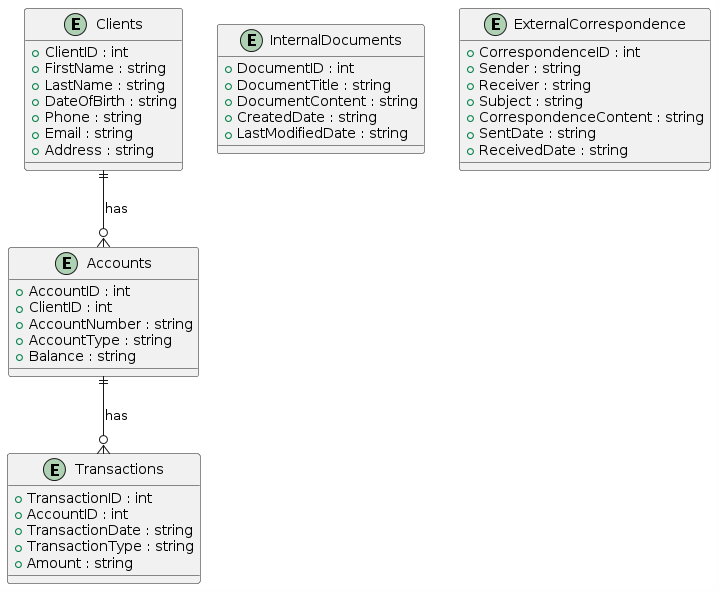 E Clients
ClientID : int
FirstName : string
LastName : string
DateOfBirth : string
Phone : string
Email : string
Address : string
E InternalDocuments
DocumentID : int
DocumentTitle : string
DocumentContent : string
CreatedDate : string
LastModifiedDate : string
E ExternalCorrespondence
CorrespondenceID : int
Sender : string
Receiver : string
Subject : string
CorrespondenceContent : string
SentDate : string
ReceivedDate : string
has
E Accounts
AccountID : int
ClientID : int
AccountNumber : string
AccountType : string
Balance : string
has
E Transactions
TransactionID : int
AccountID : int
TransactionDate : string
TransactionType : string
Amount : string